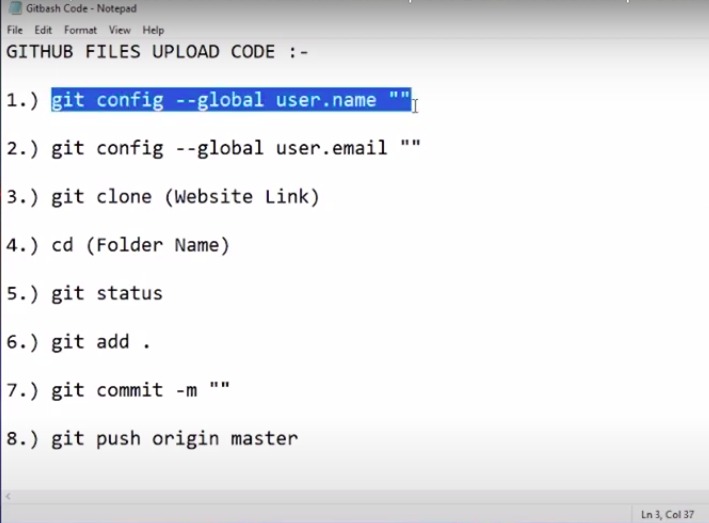 Gitbash Code - Notepad
File Edit Format View Help
GITHUB FILES UPLOAD CODE :-
1.) git config --global user.name ""
2.) git config --global user.email ""
3.) git clone (Website Link)
4.) cd (Folder Name)
5.) git status
6.) git add .
7.) git commit -m ""
8.) git push origin master
Ln 3, Col 37